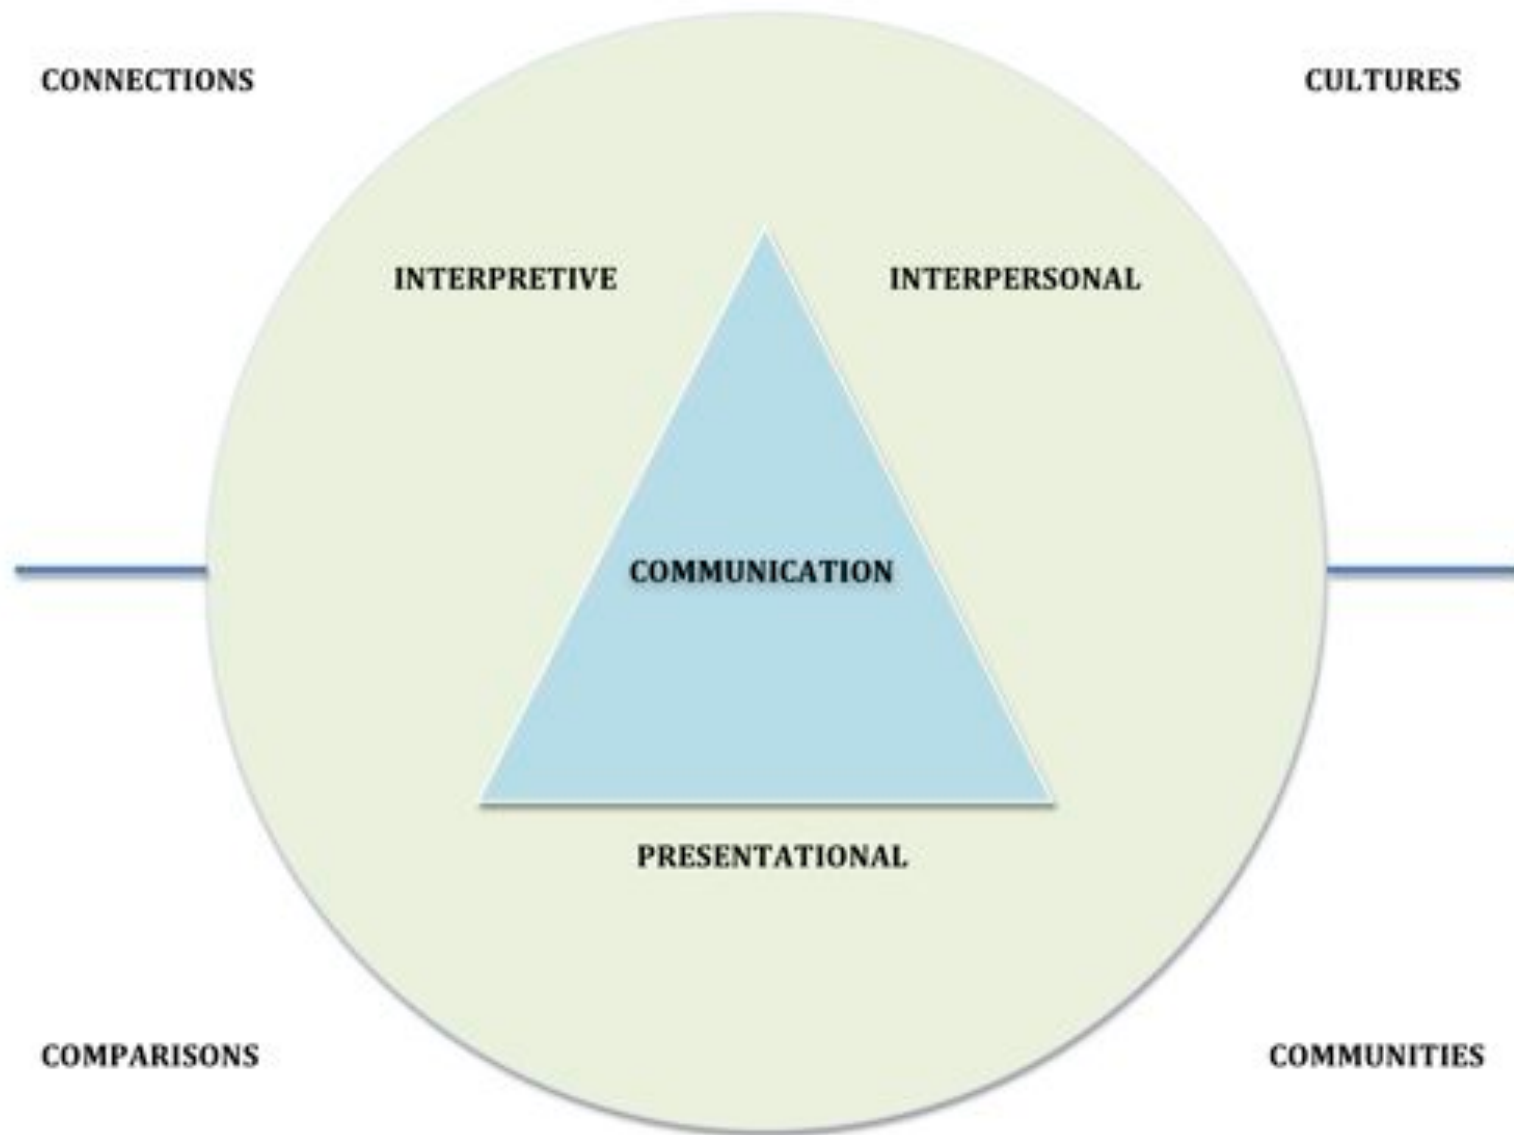 CONNECTIONS
CULTURES
INTERPRETIVE
INTERPERSONAL
COMMUNICATION
PRESENTATIONAL
COMPARISONS
COMMUNITIES